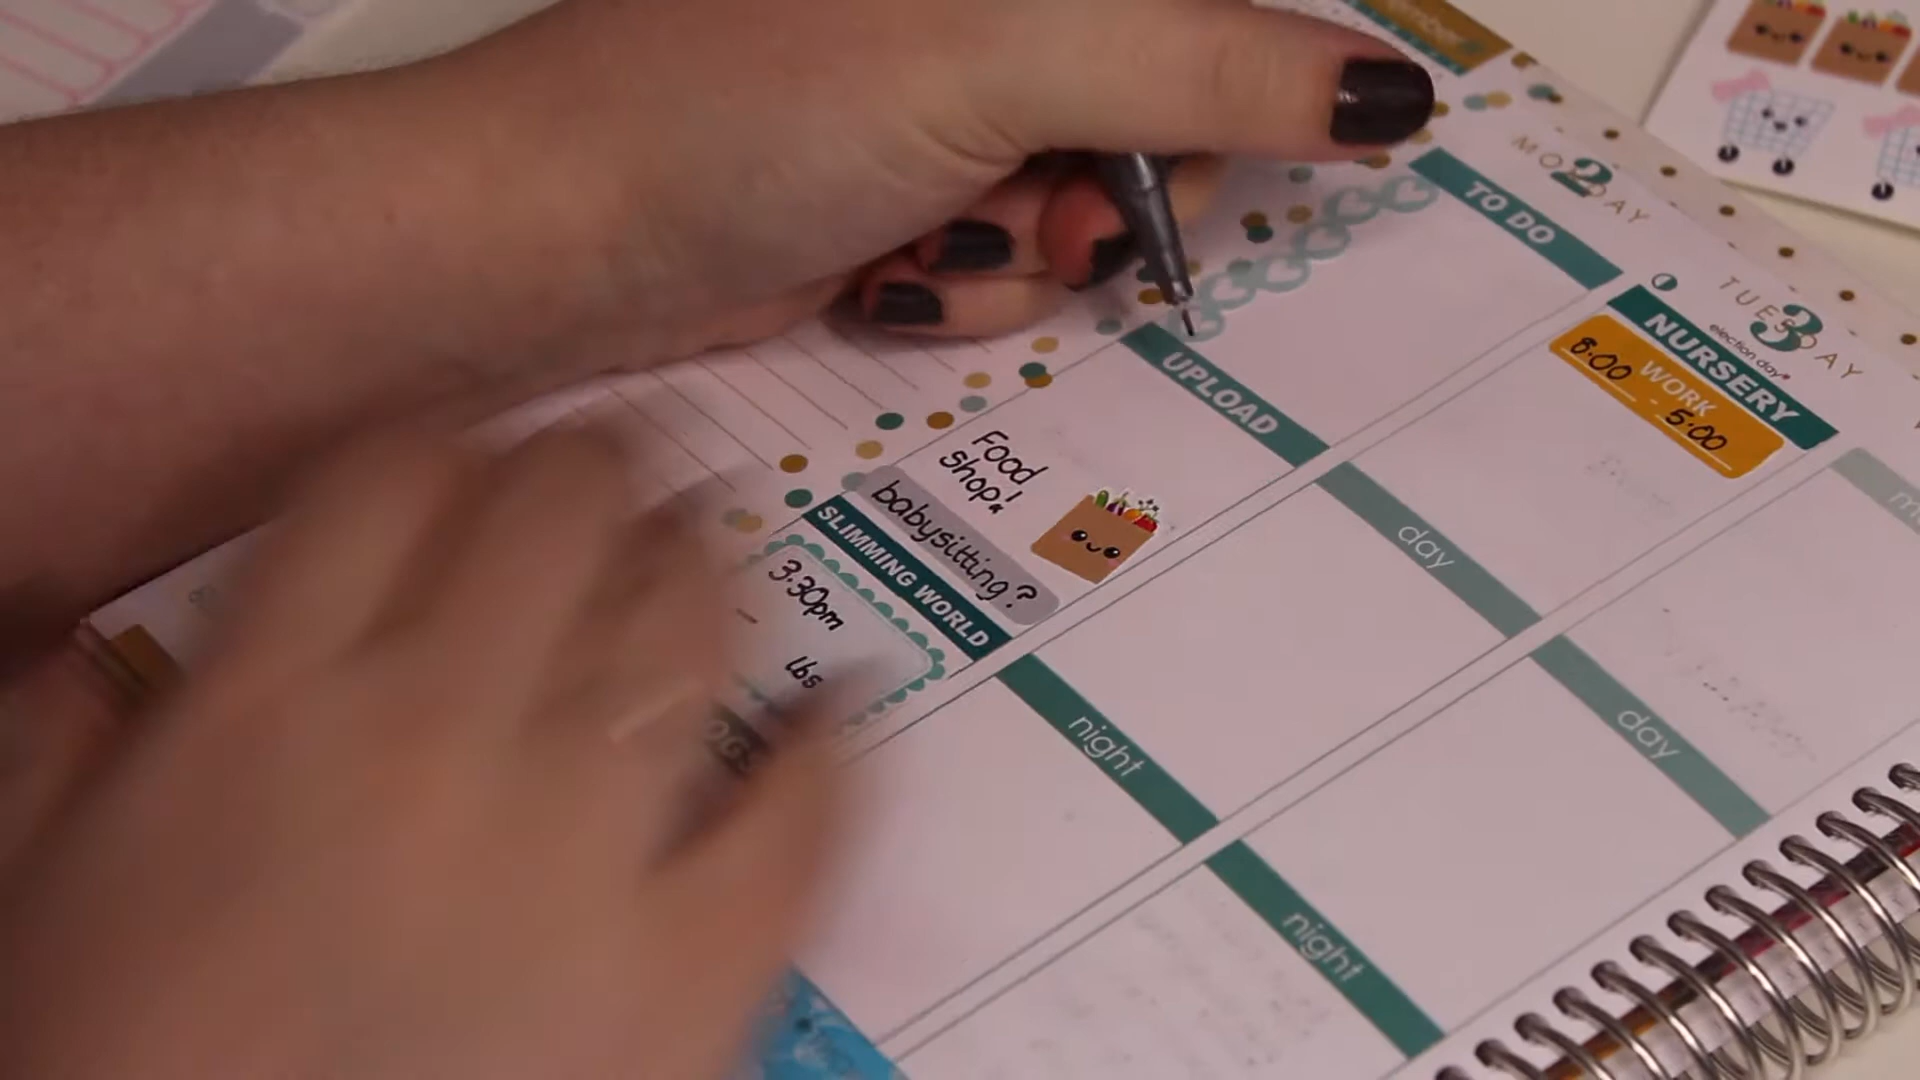 MONDAY
2
TO DO
UPLOAD
Food
shop!
babysitting?
SLIMMING WORLD
3.30pm
lbs
night
TUESDAY
3
election day
NURSERY
WORK
8:00 - 5:00
day
night
day